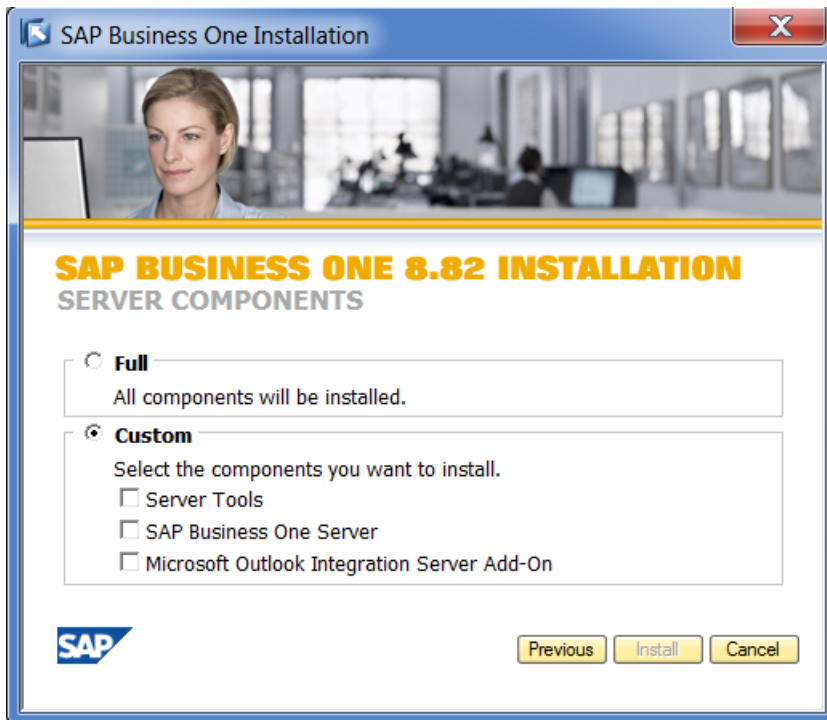 SAP Business One Installation
SAP BUSINESS ONE 8.82 INSTALLATION
SERVER COMPONENTS
Full
All components will be installed.
Custom
Select the components you want to install.
Server Tools
SAP Business One Server
Microsoft Outlook Integration Server Add-On
SAP
Previous Install Cancel